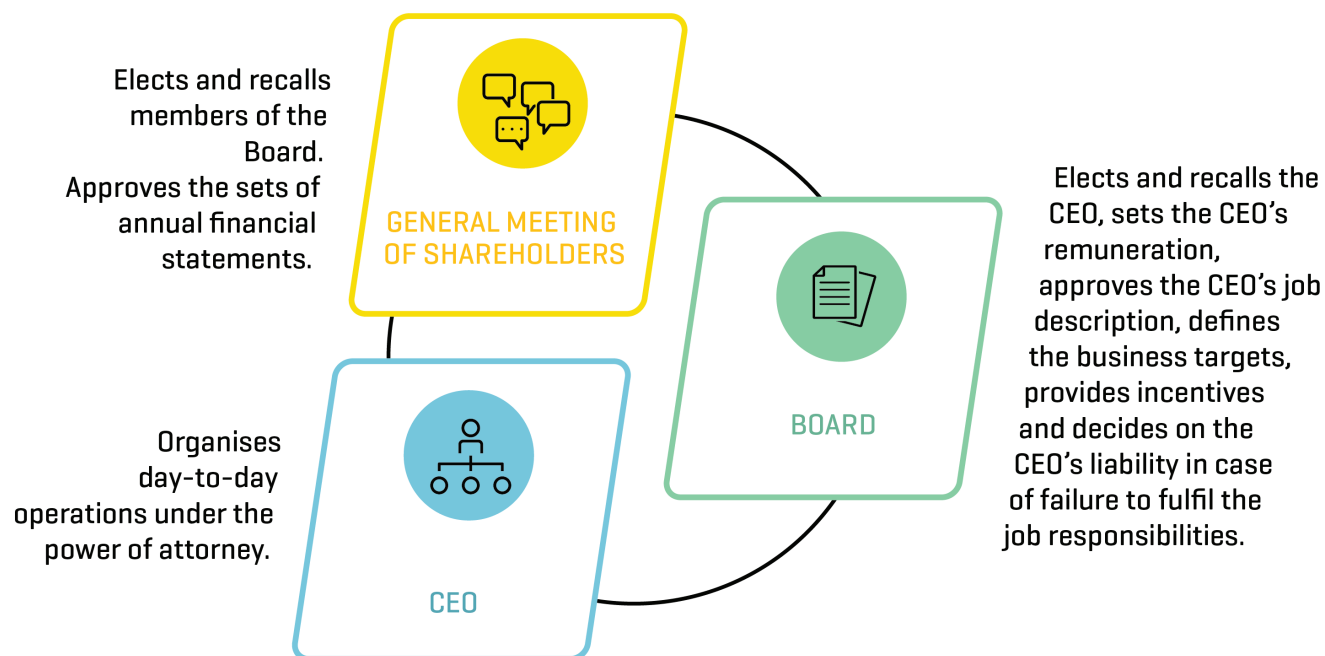 Elects and recalls
members of the
Board.
Approves the sets of
annual financial
statements.
GENERAL MEETING
OF SHAREHOLDERS
Elects and recalls the
CEO, sets the CEO’s
remuneration,
approves the CEO’s job
description, defines
the business targets,
provides incentives
and decides on the
CEO’s liability in case
of failure to fulfil the
job responsibilities.
BOARD
Organises
day-to-day
operations under the
power of attorney.
CEO